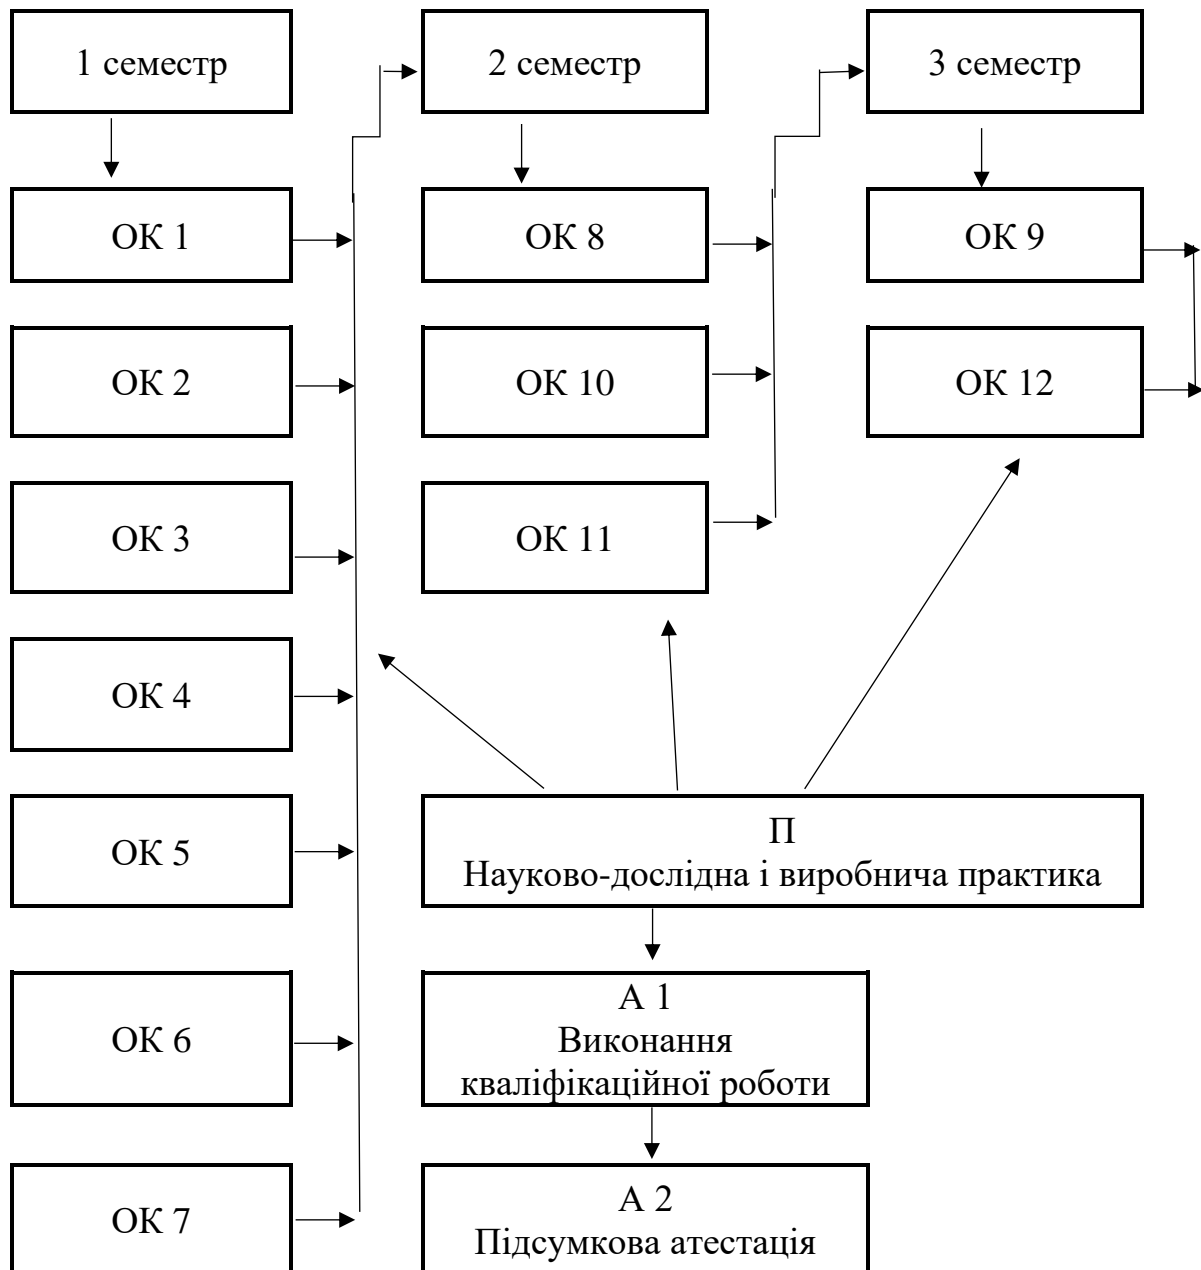 1 семестр
2 семестр
3 семестр
ОК 1
ОК 8
ОК 9
ОК 2
ОК 10
ОК 12
ОК 3
ОК 11
ОК 4
ОК 5
П
Науково-дослідна і виробнича практика
ОК 6
А 1
Виконання
кваліфікаційної роботи
ОК 7
А 2
Підсумкова атестація